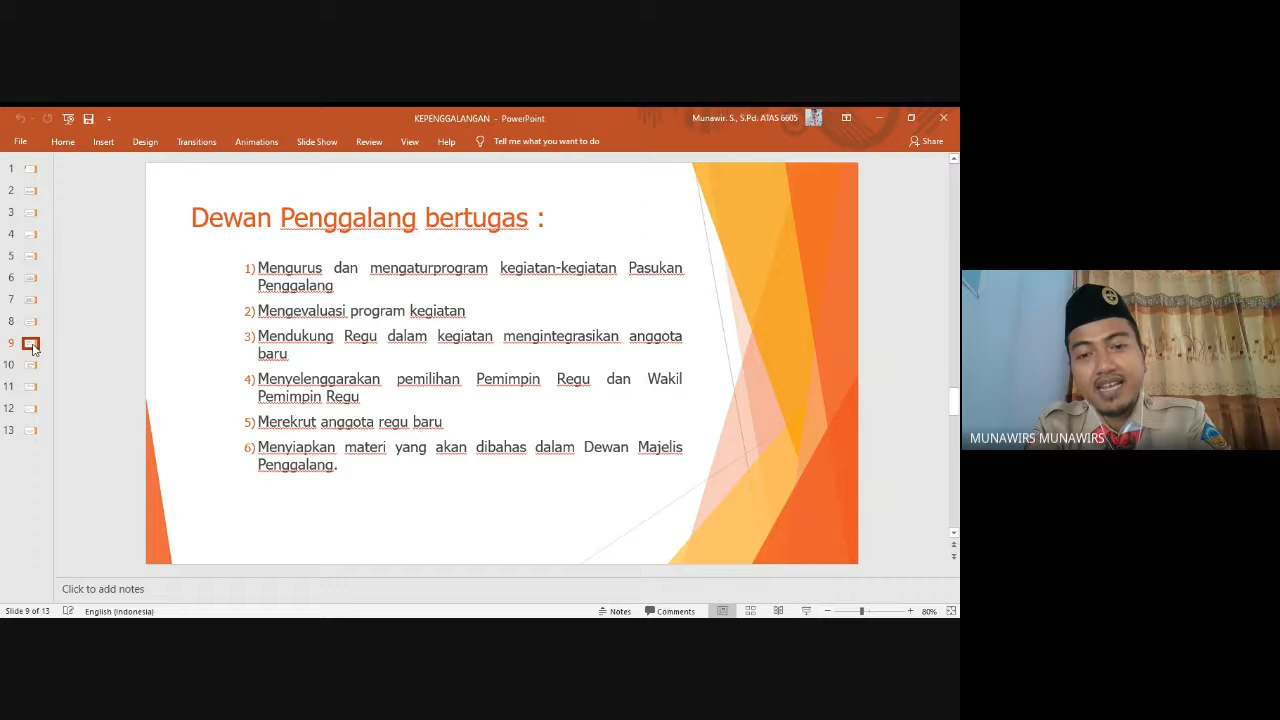 KEPENGGALANGAN - PowerPoint
Munawir. S., S.Pd. ATAS 6605
File Home Insert Design Transitions Animations Slide Show Review View Help Tell me what you want to do Share
1
2
3
4
5
6
7
8
9
10
11
12
13
Dewan Penggalang bertugas :
1) Mengurus dan mengaturprogram kegiatan-kegiatan Pasukan
Penggalang
2) Mengevaluasi program kegiatan
3) Mendukung Regu dalam kegiatan mengintegrasikan anggota
baru
4) Menyelenggarakan pemilihan Pemimpin Regu dan Wakil
Pemimpin Regu
5) Merekrut anggota regu baru
6) Menyiapkan materi yang akan dibahas dalam Dewan Majelis
Penggalang.
MUNAWIRS MUNAWIRS
Click to add notes
Slide 9 of 13 English (Indonesia) Notes Comments 80%